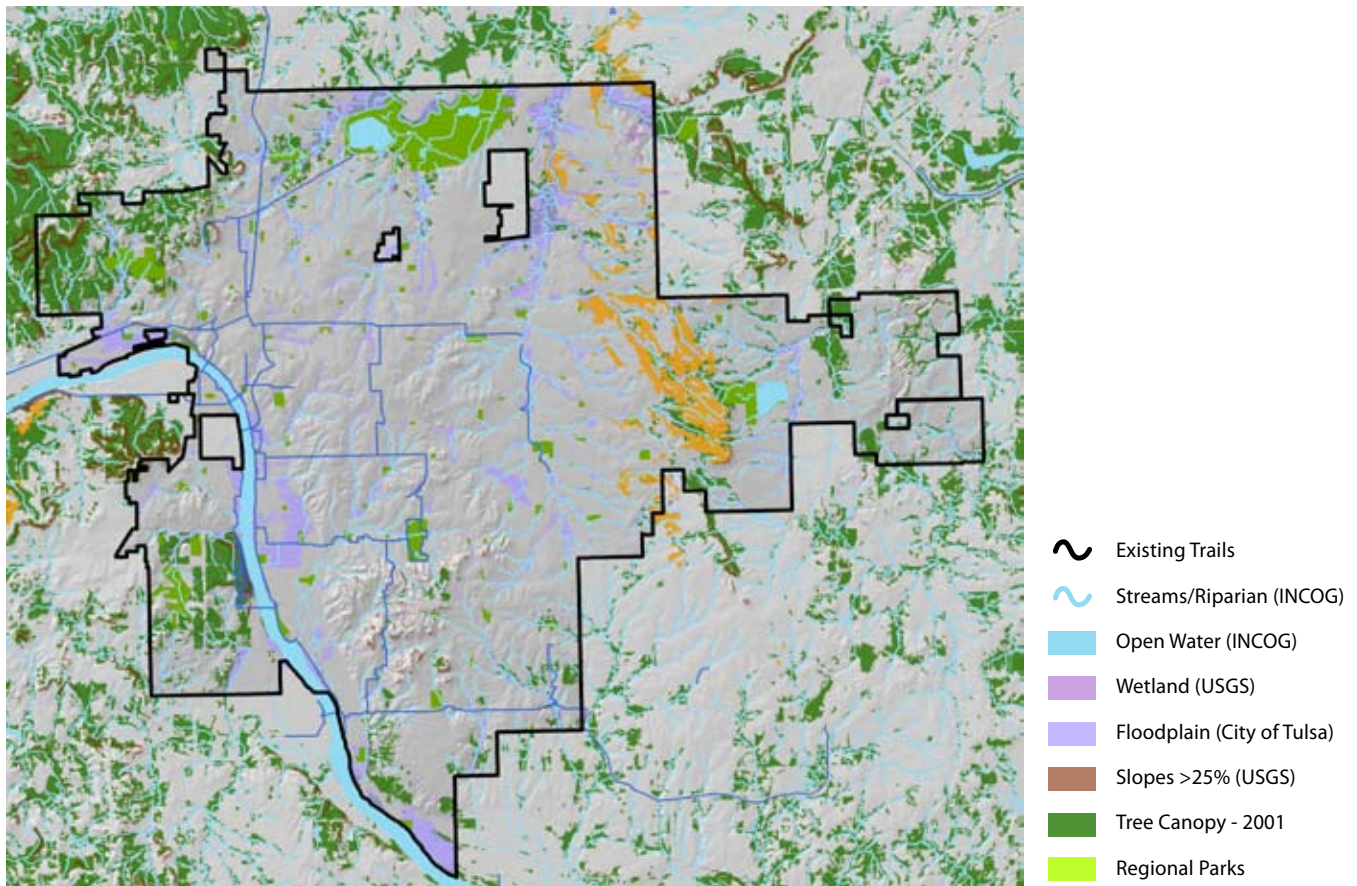 Existing Trails
Streams/Riparian (INCOG)
Open Water (INCOG)
Wetland (USGS)
Floodplain (City of Tulsa)
Slopes >25% (USGS)
Tree Canopy - 2001
Regional Parks